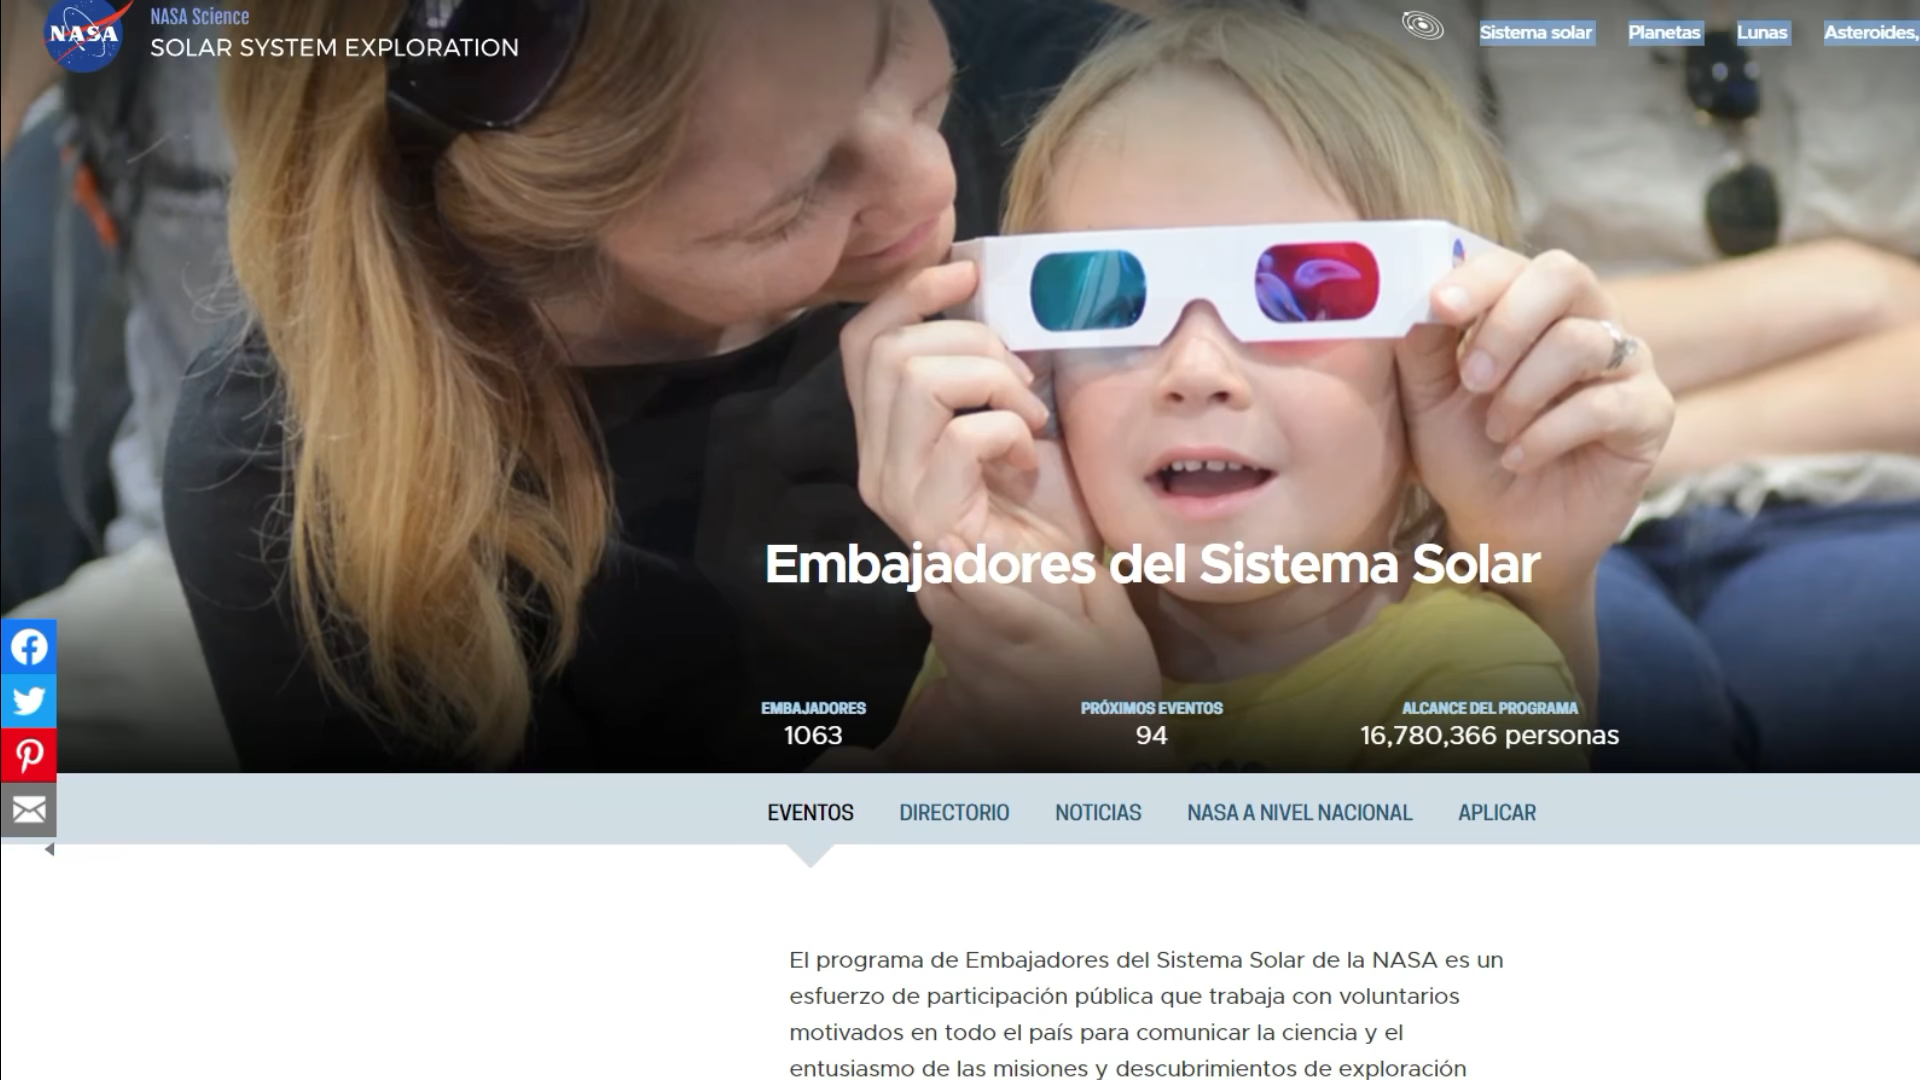 NASA
NASA Science
SOLAR SYSTEM EXPLORATION
Sistema solar
Planetas
Lunas
Asteroides,
Embajadores del Sistema Solar
EMBAJADORES
1063
PRÓXIMOS EVENTOS
94
ALCANCE DEL PROGRAMA
16,780,366 personas
EVENTOS
DIRECTORIO
NOTICIAS
NASA A NIVEL NACIONAL
APLICAR
El programa de Embajadores del Sistema Solar de la NASA es un
esfuerzo de participación pública que trabaja con voluntarios
motivados en todo el país para comunicar la ciencia y el
entusiasmo de las misiones y descubrimientos de exploración